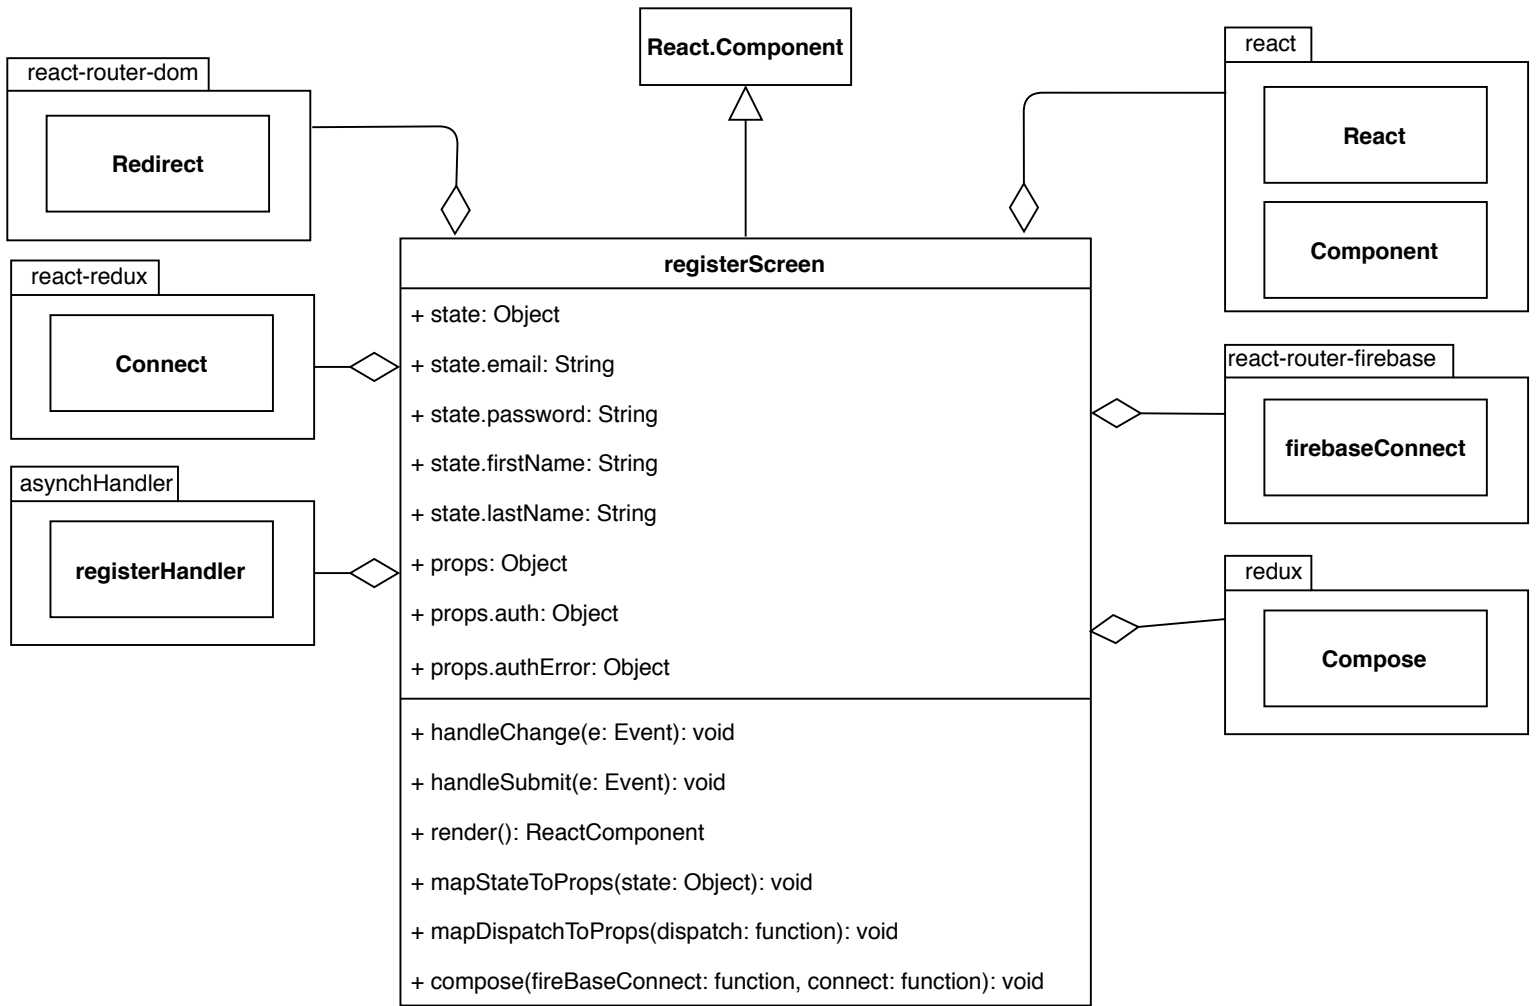 React.Component
react
React
Component
react-router-dom
Redirect
react-redux
Connect
asynchHandler
registerHandler
registerScreen
+ state: Object
+ state.email: String
+ state.password: String
+ state.firstName: String
+ state.lastName: String
+ props: Object
+ props.auth: Object
+ props.authError: Object
+ handleChange(e: Event): void
+ handleSubmit(e: Event): void
+ render(): ReactComponent
+ mapStateToProps(state: Object): void
+ mapDispatchToProps(dispatch: function): void
+ compose(fireBaseConnect: function, connect: function): void
react-router-firebase
firebaseConnect
redux
Compose